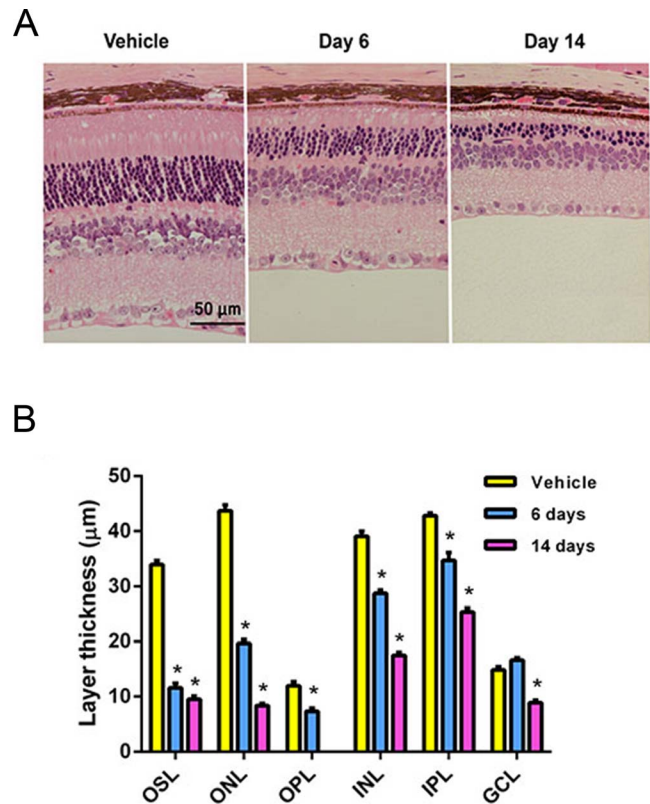 A
Vehicle Day 6 Day 14
50 µm
B
Layer thickness (µm)
50
40
30
20
10
0
Vehicle
6 days
14 days
* * * * * * * * * *
OSL ONL OPL INL IPL GCL